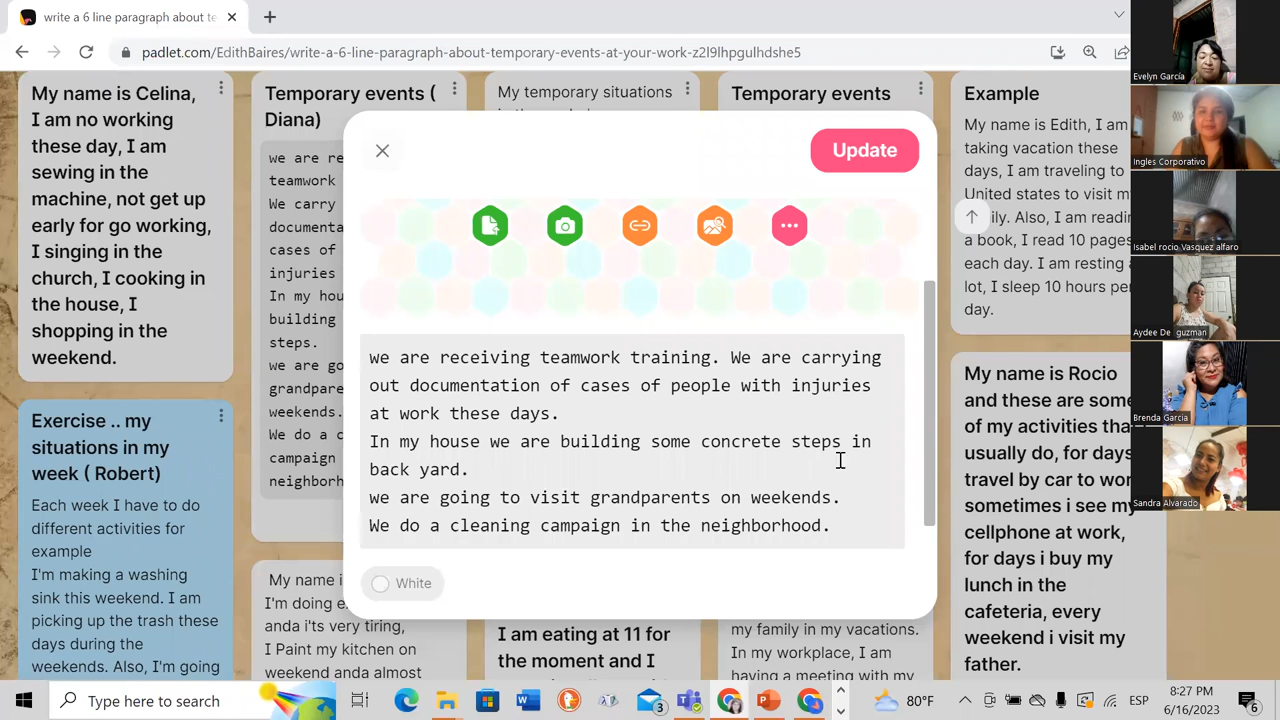 write a 6 line paragraph about te
padlet.com/EdithBaires/write-a-6-line-paragraph-about-temporary-events-at-your-work-z2l9lhpgulhdshe5
My name is Celina,
I am no working
these day, I am
sewing in the
machine, not get up
early for go working,
I singing in the
church, I cooking in
the house, I
shopping in the
weekend.
Exercise .. my
situations in my
week ( Robert)
Each week I have to do
different activities for
example
I'm making a washing
sink this weekend. I am
picking up the trash these
days during the
weekends. Also, I'm going
Temporary events (
Diana)
we are re
teamwork
We carry
documenta
cases of
injuries
In my hou
building
steps.
we are go
grandpare
weekends.
We do a c
campaign
neighborh
My name i
I'm doing e
anda i'ts very tiring,
I Paint my kitchen on
weekend anda almost
My temporary situations
Update
we are receiving teamwork training. We are carrying
out documentation of cases of people with injuries
at work these days.
In my house we are building some concrete steps in
back yard.
we are going to visit grandparents on weekends.
We do a cleaning campaign in the neighborhood.
White
I am eating at 11 for
the moment and I
Temporary events
my family in my vacations.
In my workplace, I am
having a meeting with my
Example
My name is Edith, I am
taking vacation these
days, I am traveling to
United states to visit my
Also, I am readi
a book, I read 10 pages
each day. I am resting a
lot, I sleep 10 hours per
day.
My name is Rocio
and these are some
of my activities tha
usually do, for days
travel by car to wor
sometimes i see my
cellphone at work,
for days i buy my
lunch in the
cafeteria, every
weekend i visit my
father.
Evelyn García
Ingles Corporativo
Isabel rocio Vasquez alfaro
Aydee De guzman
Brenda Garcia
Sandra Alvarado
Type here to search
3
80°F
ESP
8:27 PM
6/16/2023
6